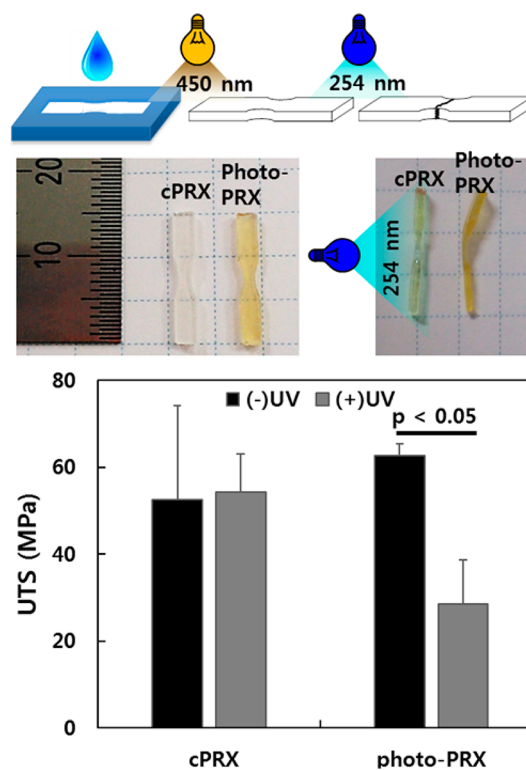 450 nm
254 nm
20
10
cPRX
Photo-
PRX
cPRX
Photo-
PRX
254 nm
80
60
40
20
0
UTS (MPa)
(-)UV
(+)UV
p < 0.05
cPRX
photo-PRX